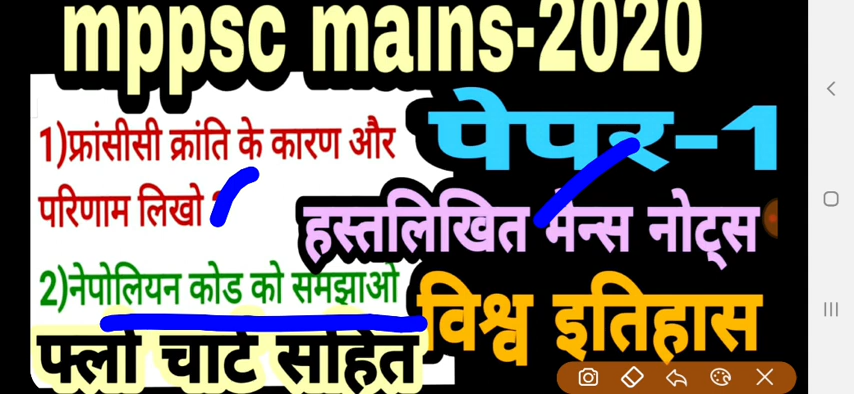 mppsc mains-2020
1)फ्रांसीसी क्रांति के कारण और
परिणाम लिखो
2)नेपोलियन कोड को समझाओ
फ्लो चार्ट सहित
पेपर-1
हस्तलिखित मैन्स नोट्स
विश्व इतिहास